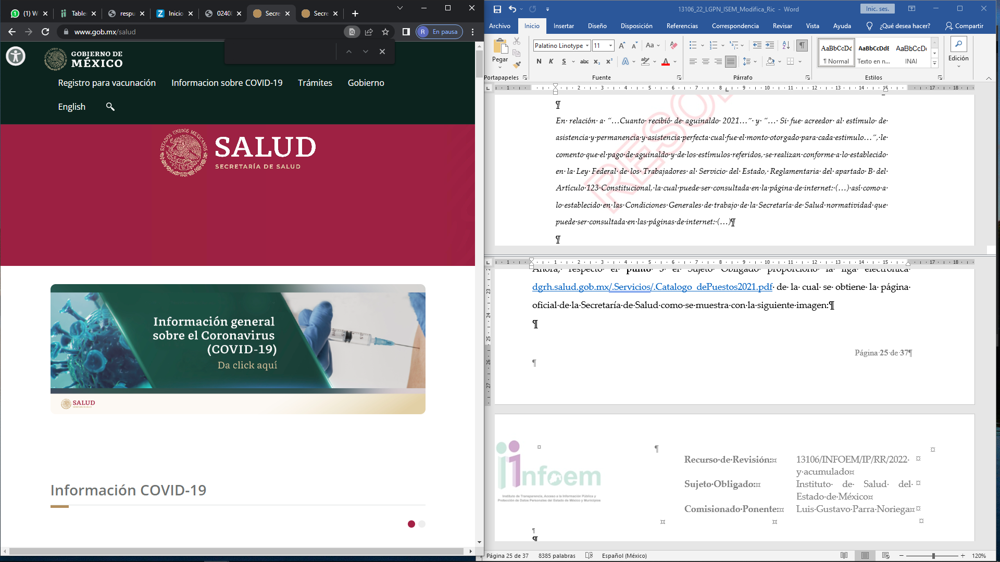 (1) W
Table
respu
Inicio
0240
Secre
Secre
www.gob.mx/salud
R En pausa
GOBIERNO DE
MÉXICO
Registro para vacunación Informacion sobre COVID-19 Trámites Gobierno
English
ESTADOS UNIDOS MEXICANOS
SALUD
SECRETARÍA DE SALUD
Información general
sobre el Coronavirus
(COVID-19)
Da click aquí
SALUD
SECRETARÍA DE SALUD
Información COVID-19
13106_22_LGPN_ISEM_Modifica_Ric - Word
Inic. ses.
Archivo Inicio Insertar Diseño Disposición Referencias Correspondencia Revisar Vista Ayuda ¿Qué desea hacer? Compartir
Pegar
Palatino Linotype 11
N K S abc x₂ x²
AaBbCcDd AaBbCcDdE AaBbCcDd
¶ Normal Texto en n... INAI
Edición
Portapapeles Fuente Párrafo Estilos
RESOL
¶
En relación a “…Cuanto recibió de aguinaldo 2021…” y “… Si fue acreedor al estímulo de
asistencia y permanencia y asistencia perfecta cual fue el monto otorgado para cada estimulo…”, le
comento que el pago de aguinaldo y de los estímulos referidos, se realizan conforme a lo establecido
en la Ley Federal de los Trabajadores al Servicio del Estado, Reglamentaria del apartado B del
Artículo 123 Constitucional, la cual puede ser consultada en la página de internet: (…) así como a
lo establecido en las Condiciones Generales de trabajo de la Secretaría de Salud normatividad que
puede ser consultada en las páginas de internet: (…)¶
¶
Ahora, respecto el punto 3 el Sujeto Obligado proporcionó la liga electrónica
dgrh.salud.gob.mx/.Servicios/.Catalogo_dePuestos2021.pdf de la cual se obtiene la página
oficial de la Secretaría de Salud como se muestra con la siguiente imagen:¶
¶
Página 25 de 37¶
¶
infoem
Instituto de Transparencia, Acceso a la Información Pública y
Protección de Datos Personales del Estado de México y Municipios
Recurso de Revisión: 13106/INFOEM/IP/RR/2022
y acumulado
Sujeto Obligado: Instituto de Salud del
Estado de México
Comisionado Ponente: Luis Gustavo Parra Noriega
¶
¶
Página 25 de 37 8385 palabras Español (México) 120%